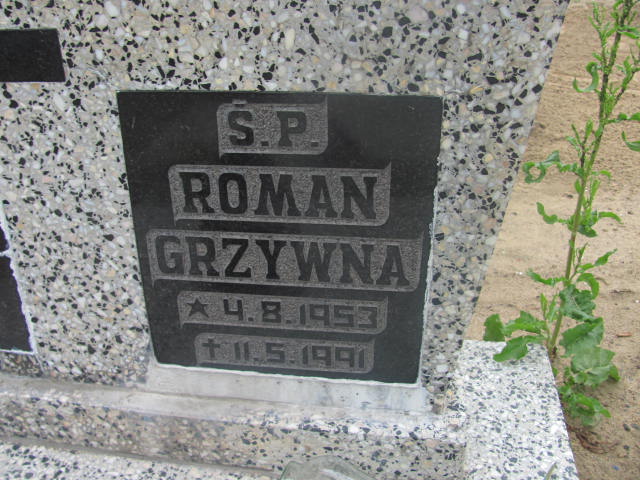 Ś.P.
ROMAN
GRZYWNA
★ 4.8.1953
✝ 11.5.1991